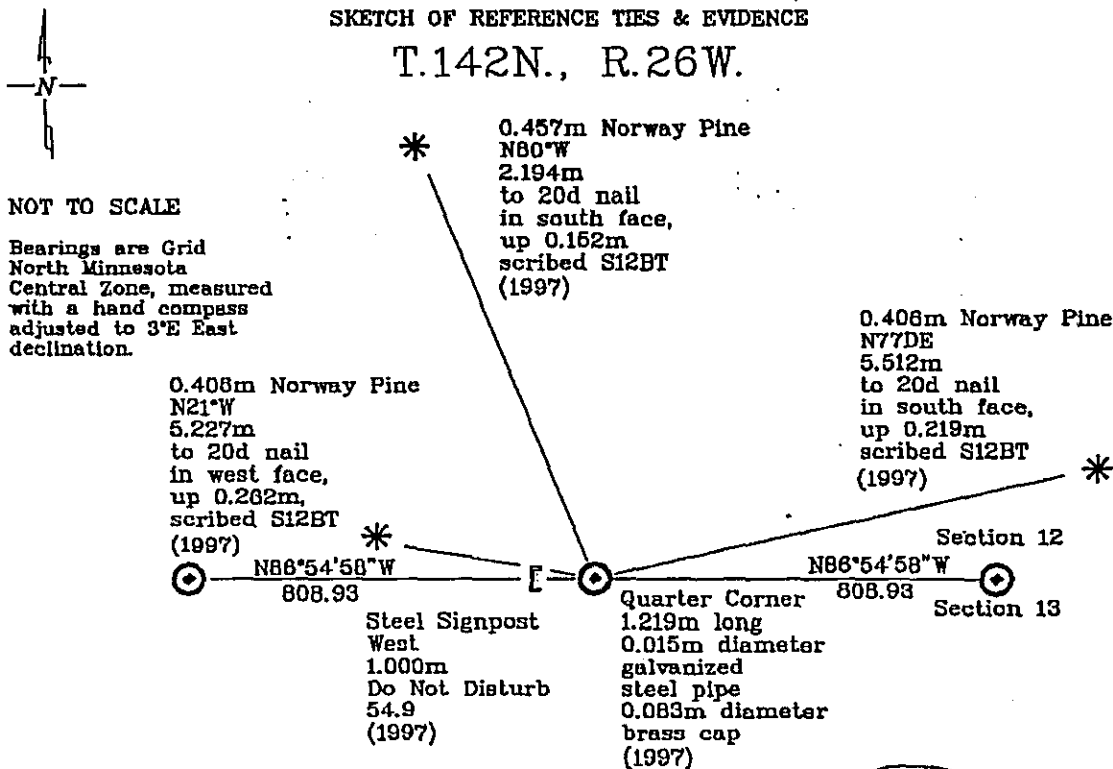 SKETCH OF REFERENCE TIES & EVIDENCE
T.142N., R.26W.
N
NOT TO SCALE
Bearings are Grid
North Minnesota
Central Zone, measured
with a hand compass
adjusted to 3°E East
declination.
0.457m Norway Pine
N80°W
2.194m
to 20d nail
in south face,
up 0.152m
scribed S12BT
(1997)
0.406m Norway Pine
N77DE
5.512m
to 20d nail
in south face,
up 0.219m
scribed S12BT
(1997)
0.406m Norway Pine
N21°W
5.227m
to 20d nail
in west face,
up 0.262m,
scribed S12BT
(1997)
Section 12
N86°54'58"W
808.93
N86°54'58"W
808.93
Section 13
Steel Signpost
West
1.000m
Do Not Disturb
54.9
(1997)
Quarter Corner
1.219m long
0.015m diameter
galvanized
steel pipe
0.083m diameter
brass cap
(1997)